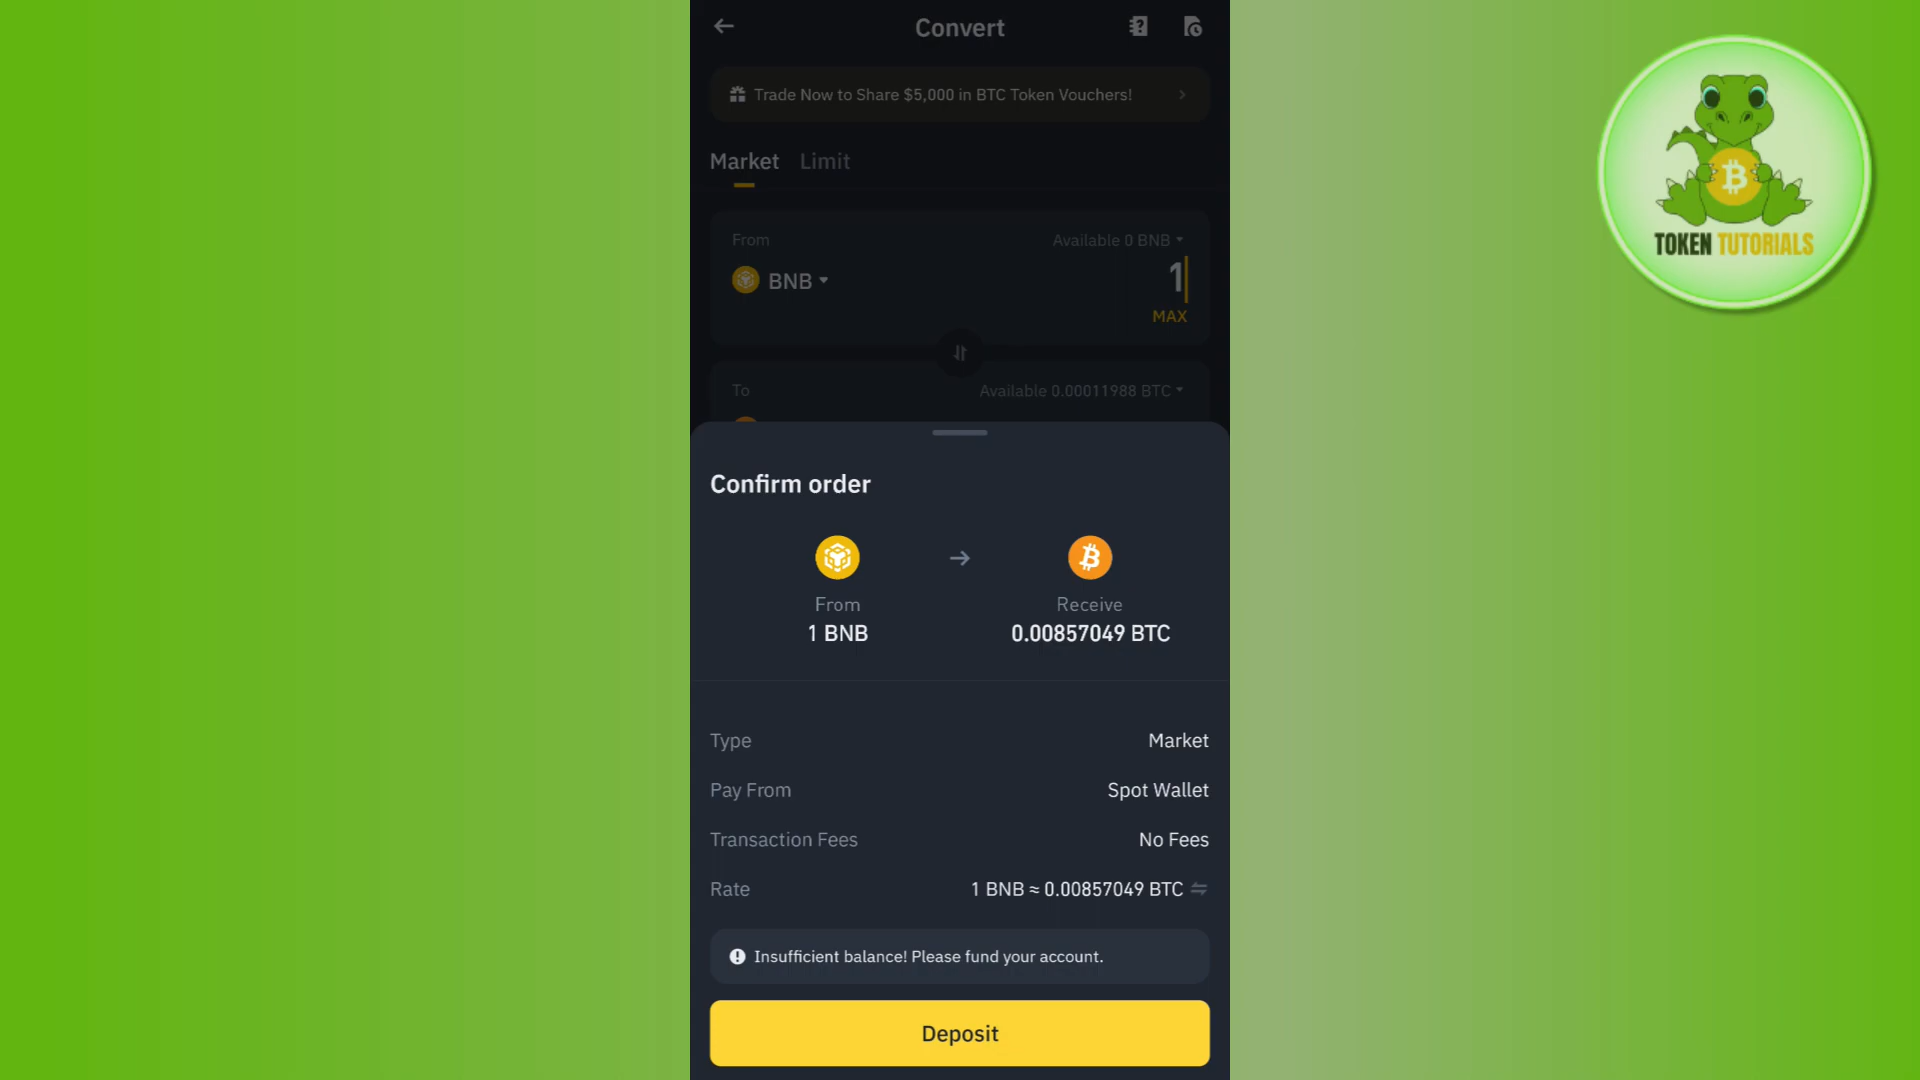 Convert
Trade Now to Share $5,000 in BTC Token Vouchers!
Market Limit
From Available 0 BNB
BNB 1
MAX
To Available 0.00011988 BTC
Confirm order
From Receive
1 BNB 0.00857049 BTC
Type Market
Pay From Spot Wallet
Transaction Fees No Fees
Rate 1 BNB ≈ 0.00857049 BTC
Insufficient balance! Please fund your account.
Deposit
TOKEN TUTORIALS